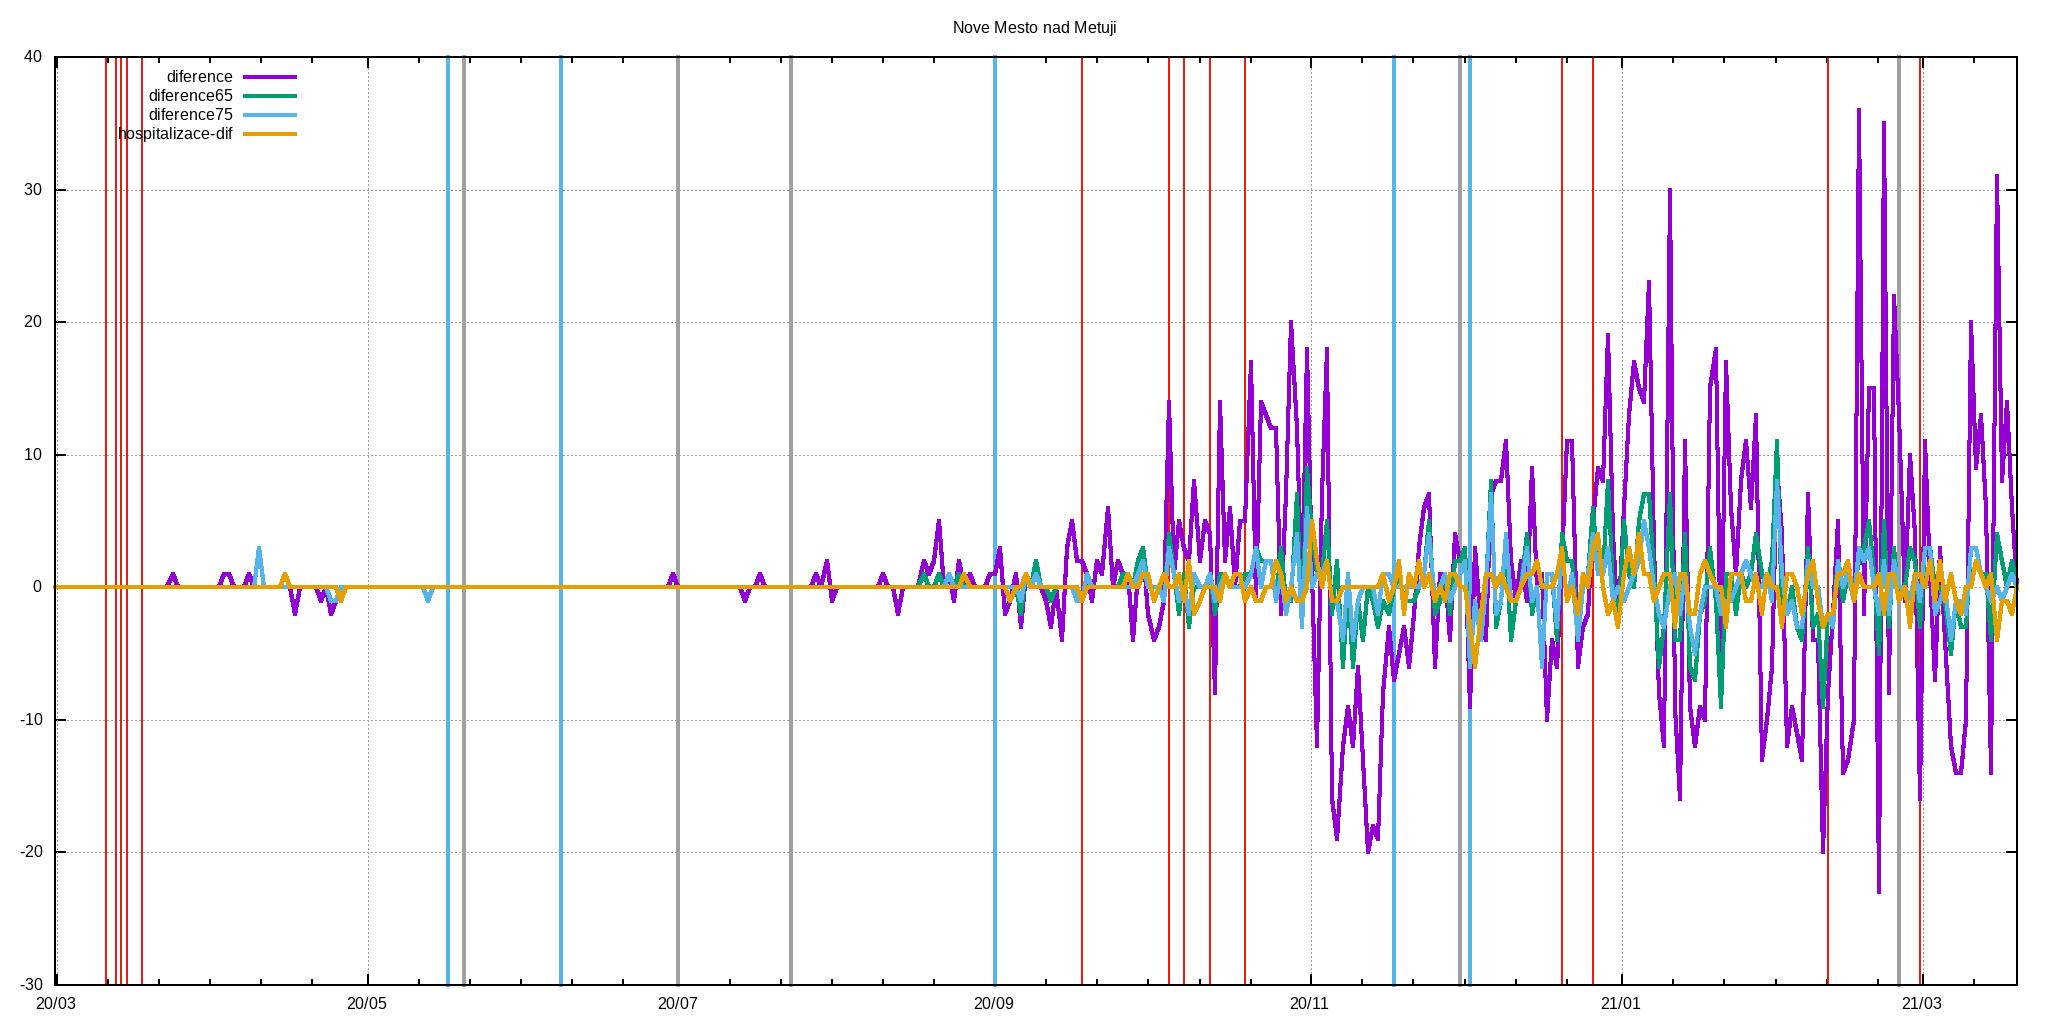 Nove Mesto nad Metuji
40
30
20
10
0
-10
-20
-30
diference
diference65
diference75
hospitalizace-dif
20/03 20/05 20/07 20/09 20/11 21/01 21/03